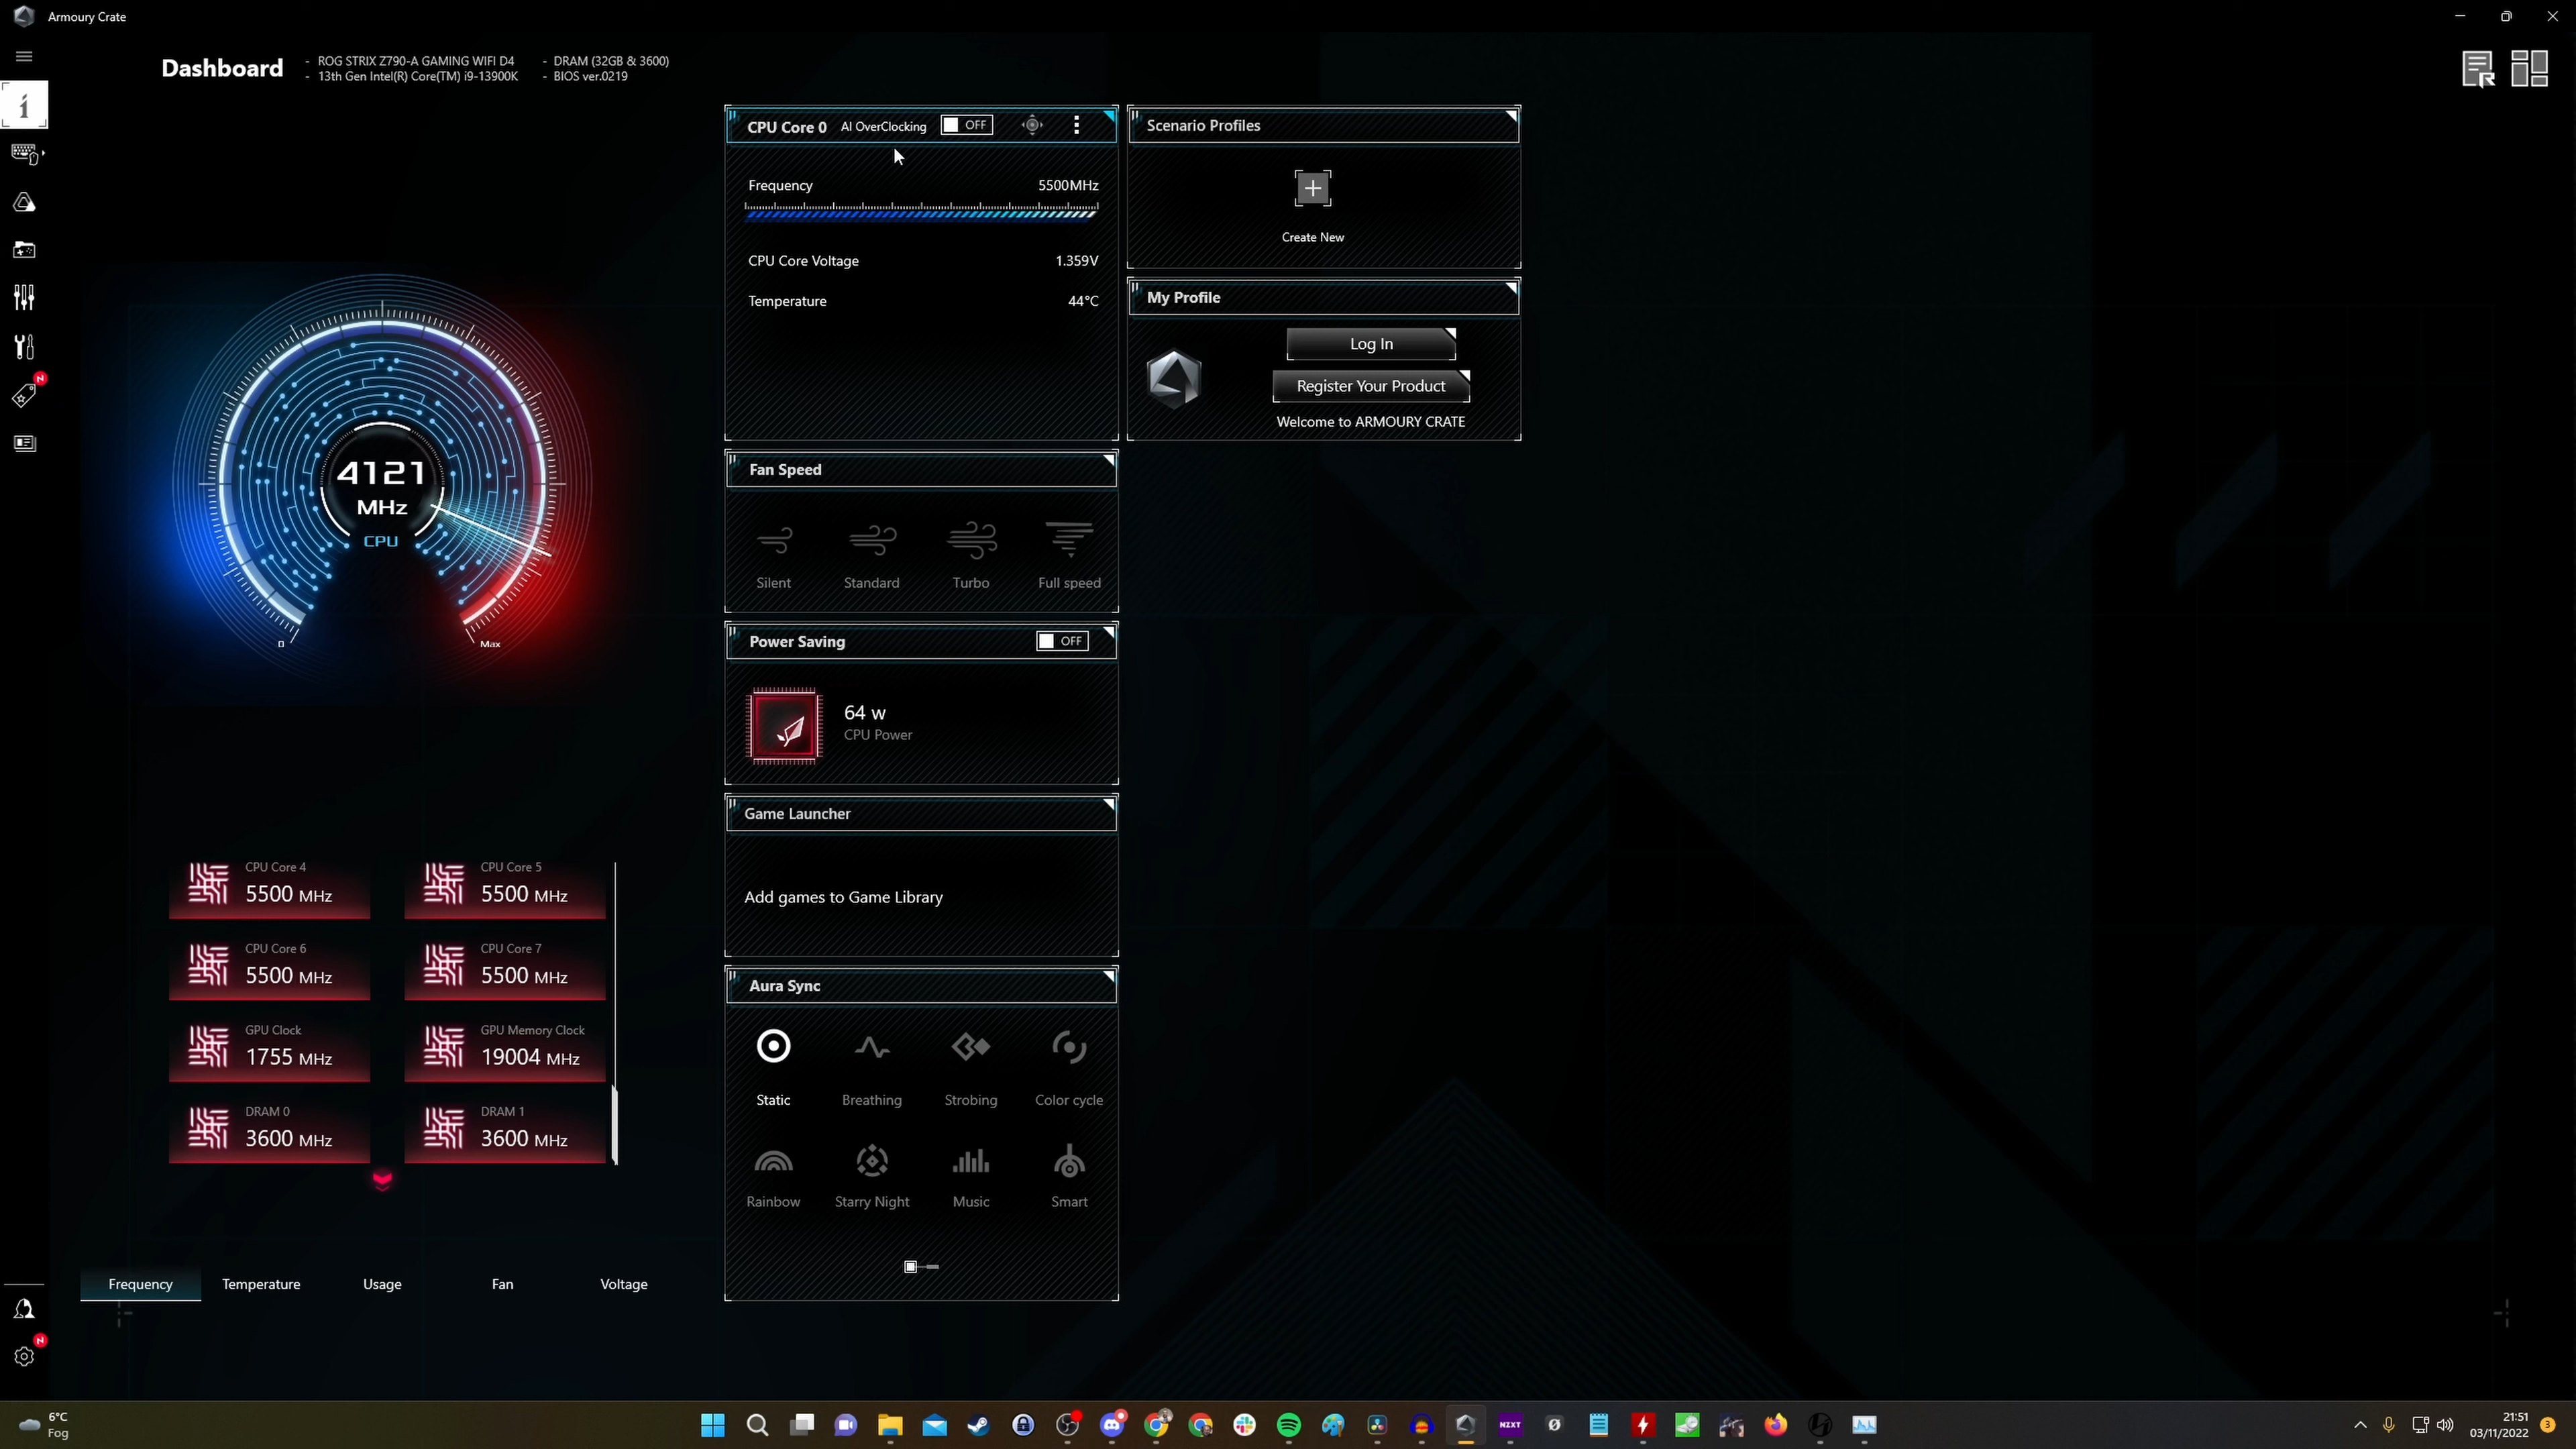 Armoury Crate
Dashboard
- ROG STRIX Z790-A GAMING WIFI D4
- 13th Gen Intel(R) Core(TM) i9-13900K
- DRAM (32GB & 3600)
- BIOS ver.0219
4121
MHz
CPU
0
Max
CPU Core 4
5500 MHz
CPU Core 5
5500 MHz
CPU Core 6
5500 MHz
CPU Core 7
5500 MHz
GPU Clock
1755 MHz
GPU Memory Clock
19004 MHz
DRAM 0
3600 MHz
DRAM 1
3600 MHz
Frequency
Temperature
Usage
Fan
Voltage
CPU Core 0 AI OverClocking OFF
Frequency 5500MHz
CPU Core Voltage 1.359V
Temperature 44°C
Fan Speed
Silent
Standard
Turbo
Full speed
Power Saving OFF
64 w
CPU Power
Game Launcher
Add games to Game Library
Aura Sync
Static
Breathing
Strobing
Color cycle
Rainbow
Starry Night
Music
Smart
Scenario Profiles
Create New
My Profile
Log In
Register Your Product
Welcome to ARMOURY CRATE
N
N
6°C
Fog
NZXT
21:51
03/11/2022
3